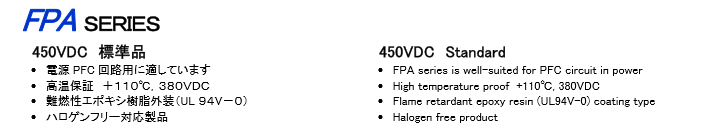 FPA SERIES
450VDC 標準品
• 電源 PFC 回路用に適しています
• 高温保証 ＋１１０℃, ３８０ＶＤＣ
• 難燃性エポキシ樹脂外装（UL ９４Ｖ－０）
• ハロゲンフリー対応製品
450VDC Standard
• FPA series is well-suited for PFC circuit in power
• High temperature proof +110℃, 380VDC
• Flame retardant epoxy resin (UL94V-0) coating type
• Halogen free product